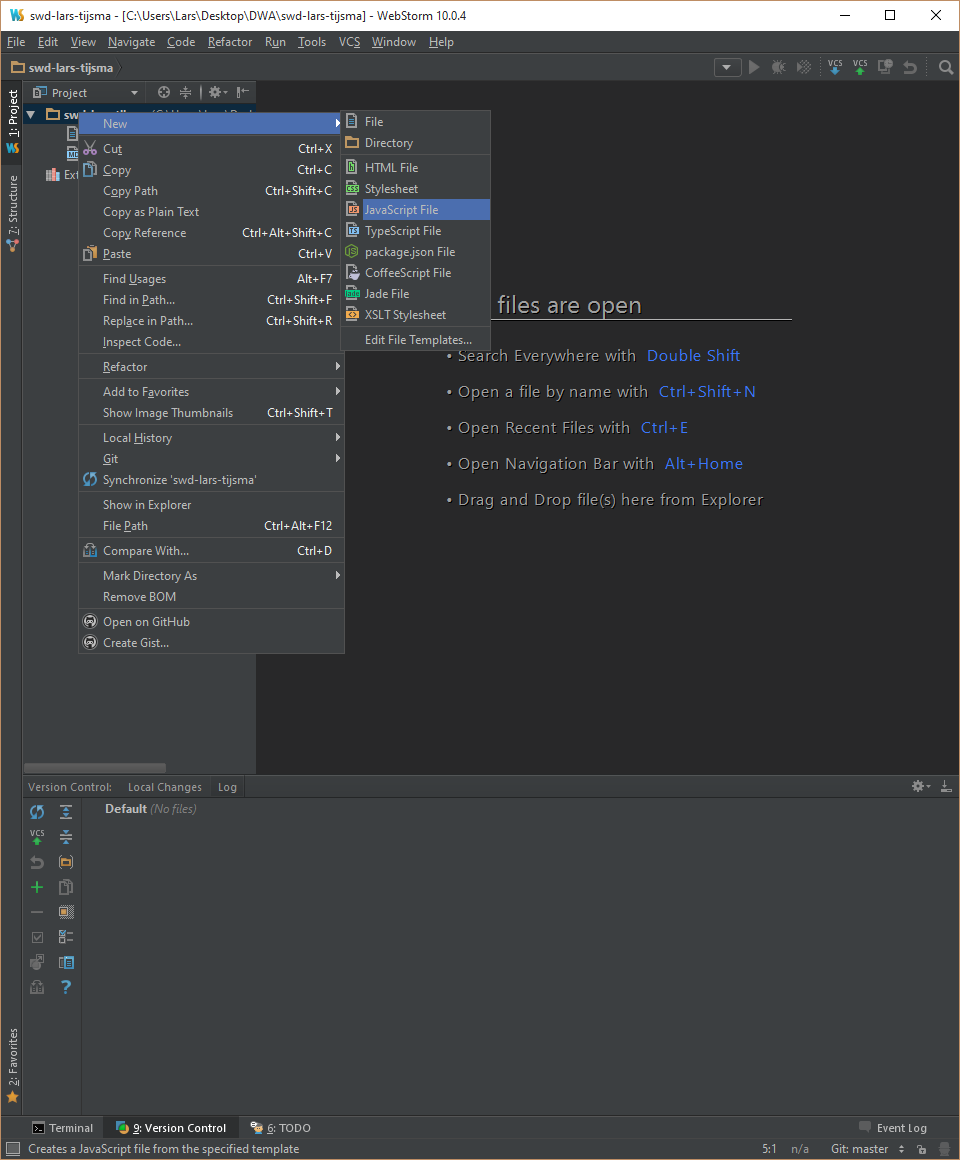 swd-lars-tijsma - [C:\Users\Lars\Desktop\DWA\swd-lars-tijsma] - WebStorm 10.0.4
File Edit View Navigate Code Refactor Run Tools VCS Window Help
swd-lars-tijsma
VCS VCS
1: Project
7: Structure
2: Favorites
Project
New
Cut Ctrl+X
Copy Ctrl+C
Copy Path Ctrl+Shift+C
Copy as Plain Text
Copy Reference Ctrl+Alt+Shift+C
Paste Ctrl+V
Find Usages Alt+F7
Find in Path... Ctrl+Shift+F
Replace in Path... Ctrl+Shift+R
Inspect Code...
Refactor
Add to Favorites
Show Image Thumbnails Ctrl+Shift+T
Local History
Git
Synchronize 'swd-lars-tijsma'
Show in Explorer
File Path Ctrl+Alt+F12
Compare With... Ctrl+D
Mark Directory As
Remove BOM
Open on GitHub
Create Gist...
File
Directory
HTML File
Stylesheet
JavaScript File
TypeScript File
package.json File
CoffeeScript File
Jade File
XSLT Stylesheet
Edit File Templates...
files are open
• Search Everywhere with Double Shift
• Open a file by name with Ctrl+Shift+N
• Open Recent Files with Ctrl+E
• Open Navigation Bar with Alt+Home
• Drag and Drop file(s) here from Explorer
Version Control: Local Changes Log
Default (No files)
VCS
Terminal 9: Version Control 6: TODO Event Log
Creates a JavaScript file from the specified template 5:1 n/a Git: master